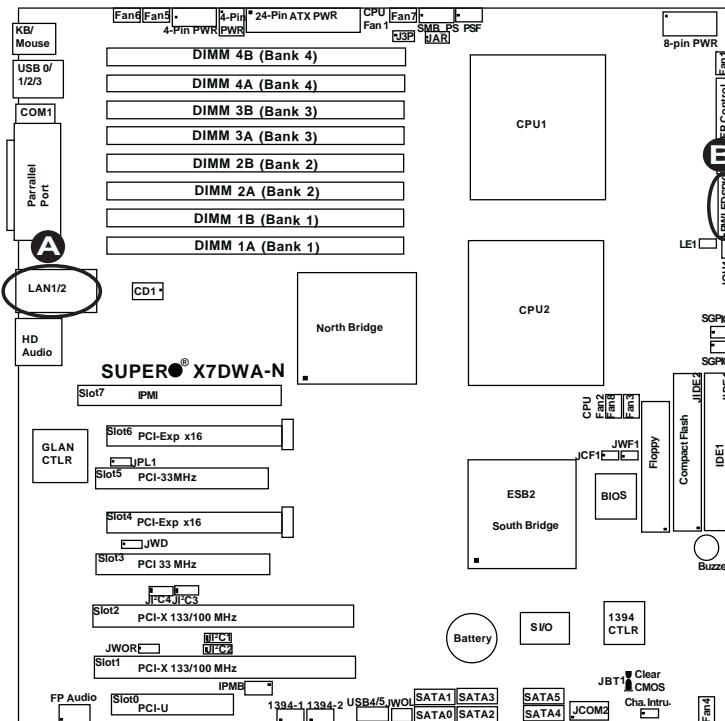 Fan6 Fan5 4-Pin PWR
4-Pin PWR
24-Pin ATX PWR
CPU Fan 1
Fan7
J3P
SMB_PS PSF
JAR
8-pin PWR
Fan1
KB/
Mouse
USB 0/
1/2/3
COM1
Parrallel
Port
A
LAN1/2
HD
Audio
CD1
DIMM 4B (Bank 4)
DIMM 4A (Bank 4)
DIMM 3B (Bank 3)
DIMM 3A (Bank 3)
DIMM 2B (Bank 2)
DIMM 2A (Bank 2)
DIMM 1B (Bank 1)
DIMM 1A (Bank 1)
CPU1
CPU2
B
LE1
North Bridge
SUPER® X7DWA-N
Slot7 IPMI
Slot6 PCI-Exp x16
GLAN
CTLR
JPL1
Slot5 PCI-33MHz
Slot4 PCI-Exp x16
JWD
Slot3 PCI 33 MHz
JI²C4 JI²C3
Slot2 PCI-X 133/100 MHz
JI²C1
JI²C2
JWOR
Slot1 PCI-X 133/100 MHz
IPMB
Slot0
PCI-U
FP Audio
1394-1 1394-2 USB4/5 JWOL
CPU
Fan2
Fan8
Fan3
JCF1
JWF1
BIOS
Floppy
Compact Flash
JIDE2
IDE1
ESB2
South Bridge
Battery
SI/O
1394
CTLR
JBT1
Clear
CMOS
Cha. Intru.
SATA1 SATA3
SATA0 SATA2
SATA5
SATA4
JCOM2
Fan4